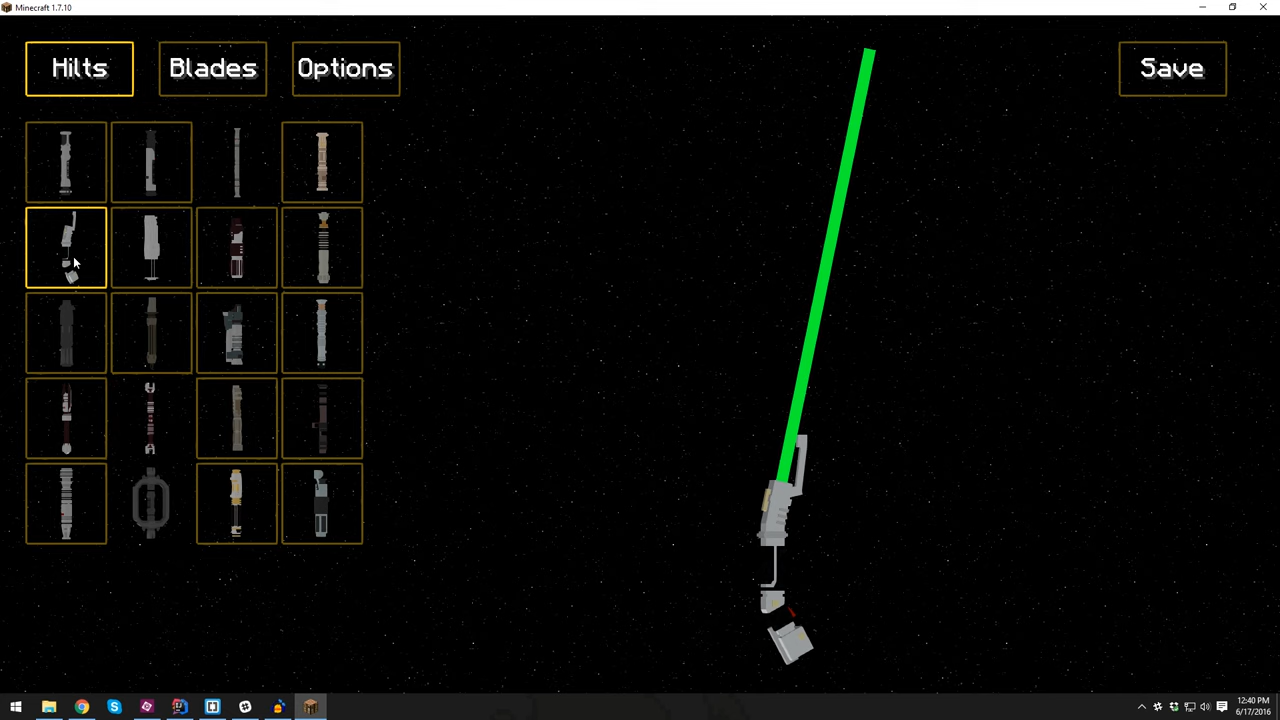 Minecraft 1.7.10
Hilts
Blades
Options
Save
12:40 PM
6/17/2016